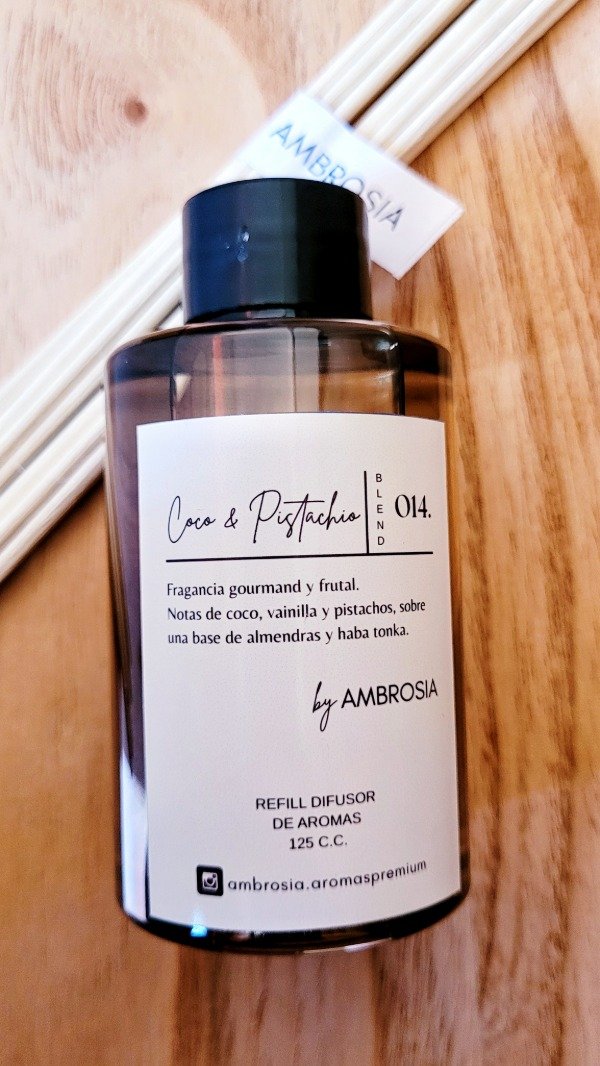 AMBROSIA
Coco & Pistachio
BLEND
014.
Fragancia gourmand y frutal.
Notas de coco, vainilla y pistachos, sobre
una base de almendras y haba tonka.
by AMBROSIA
REFILL DIFUSOR
DE AROMAS
125 C.C.
ambrosia.aromaspremium